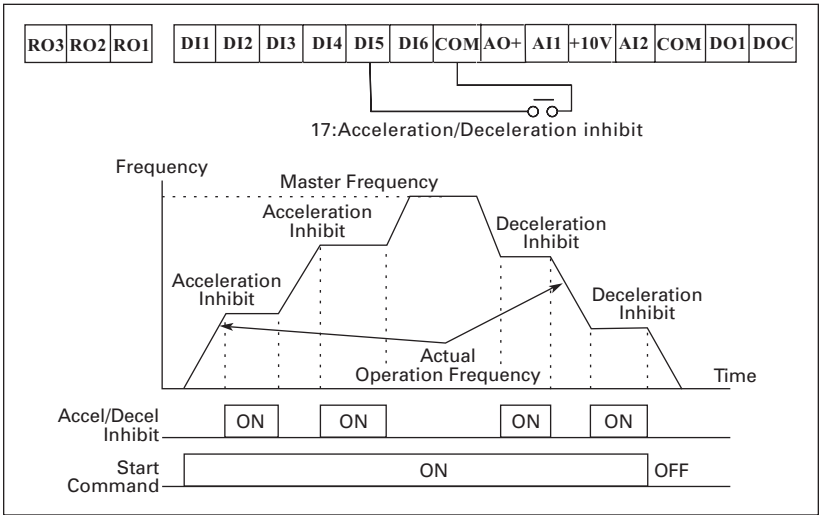 RO3 RO2 RO1 DI1 DI2 DI3 DI4 DI5 DI6 COM AO+ AI1 +10V AI2 COM DO1 DOC
17:Acceleration/Deceleration inhibit
Frequency
Master Frequency
Acceleration
Inhibit
Deceleration
Inhibit
Acceleration
Inhibit
Deceleration
Inhibit
Actual
Operation Frequency
Time
Accel/Decel
Inhibit
ON ON ON ON
Start
Command
ON OFF